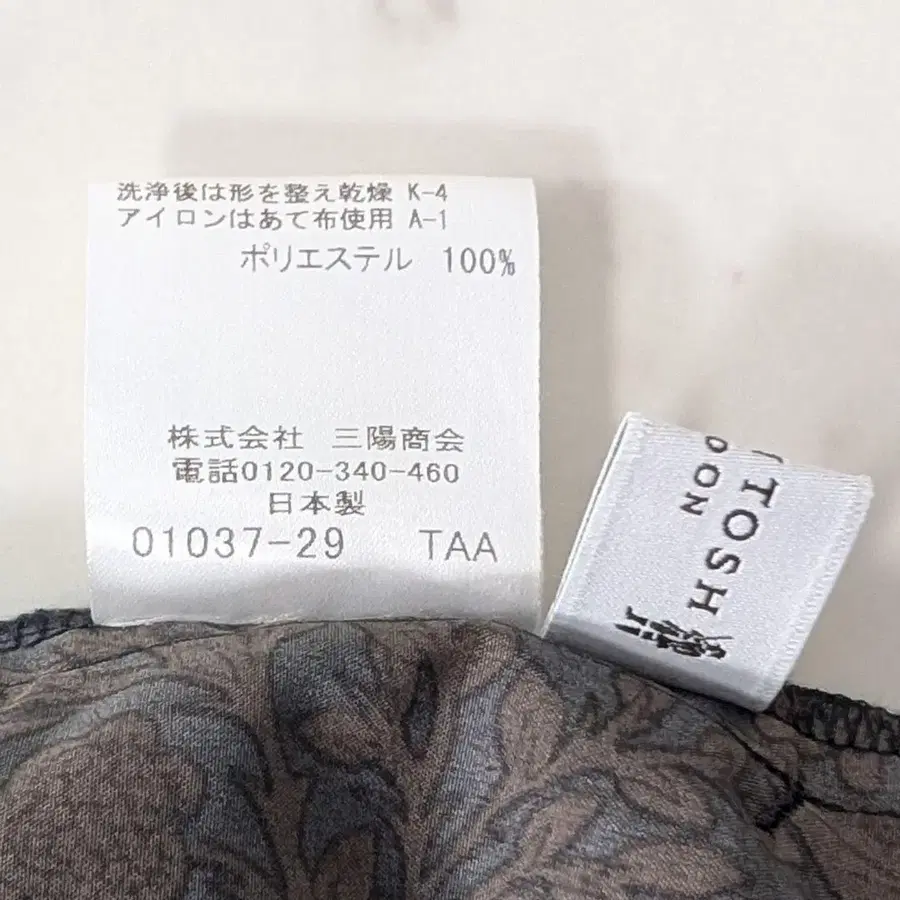 洗浄後は形を整え乾燥 K-4
アイロンはあて布使用 A-1
ポリエステル 100%
株式会社 三陽商会
電話0120-340-460
日本製
01037-29 TAA
TOSH
DON
II